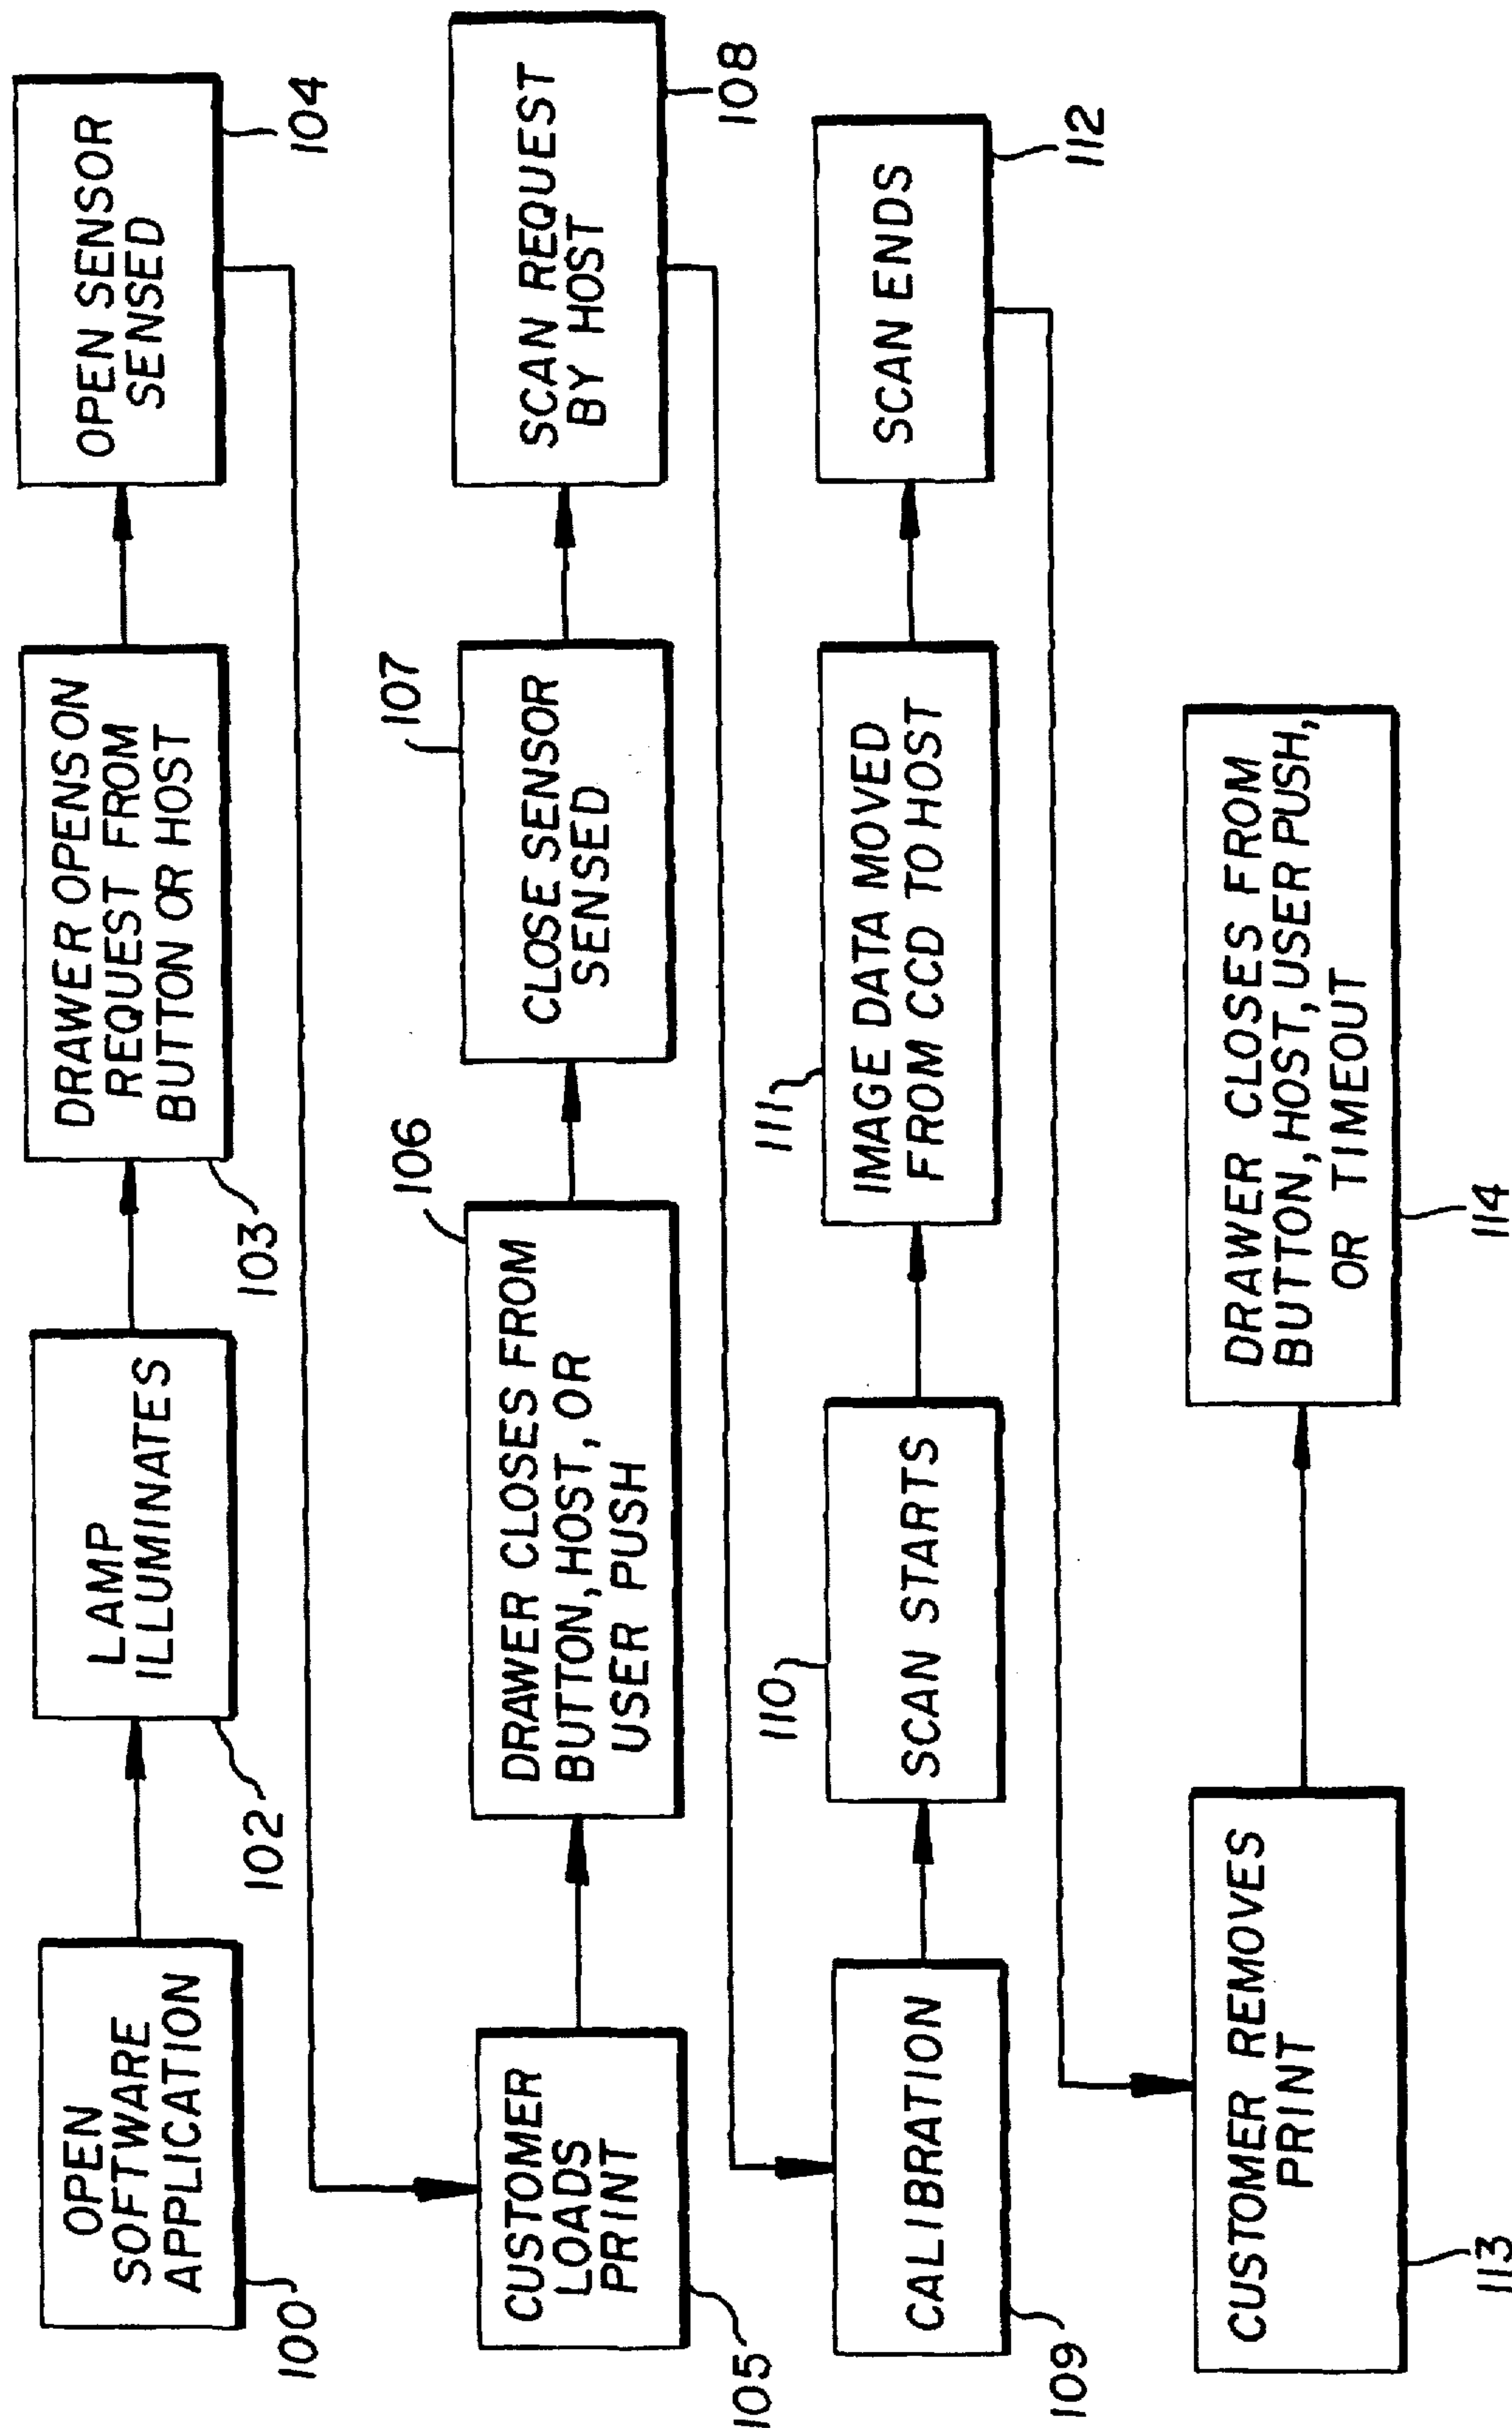 OPEN
SOFTWARE
APPLICATION
100
LAMP
ILLUMINATES
102
DRAWER OPENS ON
REQUEST FROM
BUTTON OR HOST
103
OPEN SENSOR
SENSED
104
CUSTOMER
LOADS
PRINT
105
DRAWER CLOSES FROM
BUTTON, HOST, OR
USER PUSH
106
CLOSE SENSOR
SENSED
107
SCAN REQUEST
BY HOST
108
CALIBRATION
109
SCAN STARTS
110
IMAGE DATA MOVED
FROM CCD TO HOST
111
SCAN ENDS
112
CUSTOMER REMOVES
PRINT
113
DRAWER CLOSES FROM
BUTTON, HOST, USER PUSH,
OR TIMEOUT
114